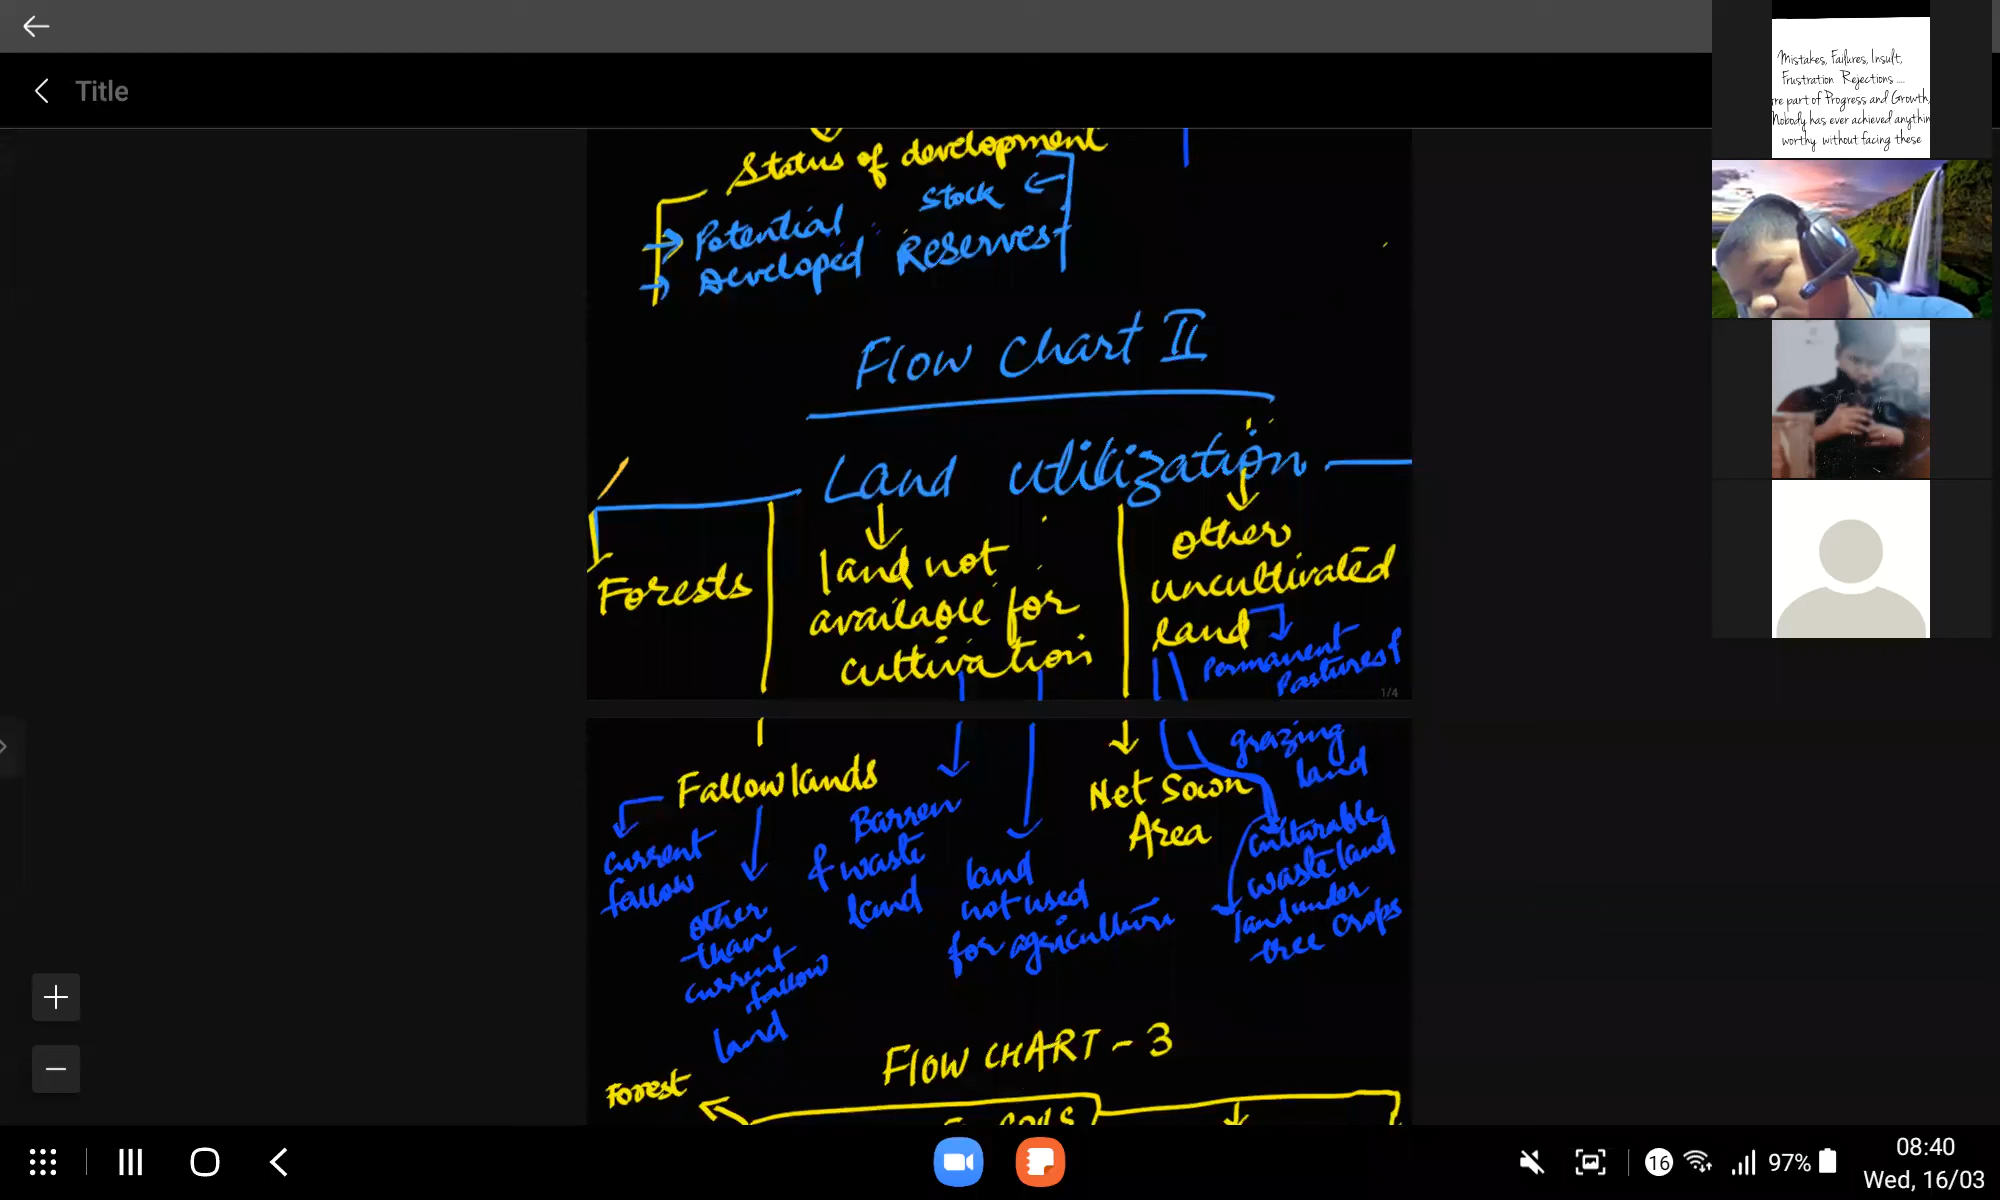 Title
Mistakes, Failures, Insult,
Frustration Rejections ....
re part of Progress and Growth,
Nobody has ever achieved anythin
worthy without facing these
Status of development
Potential
Developed
Stock
Reserves
Flow Chart II
Land utilization
Forests
land not
available for
cultivation
other
uncultivated
land
Permanent
Pastures &
1/4
grazing
land
Fallow lands
current
fallow
other
than
current
fallow
land
Barren
& waste
land
land
not used
for agriculture
Net Sown
Area
culturable
waste land
land under
tree crops
FLOW CHART - 3
Forest
16
97%
08:40
Wed, 16/03